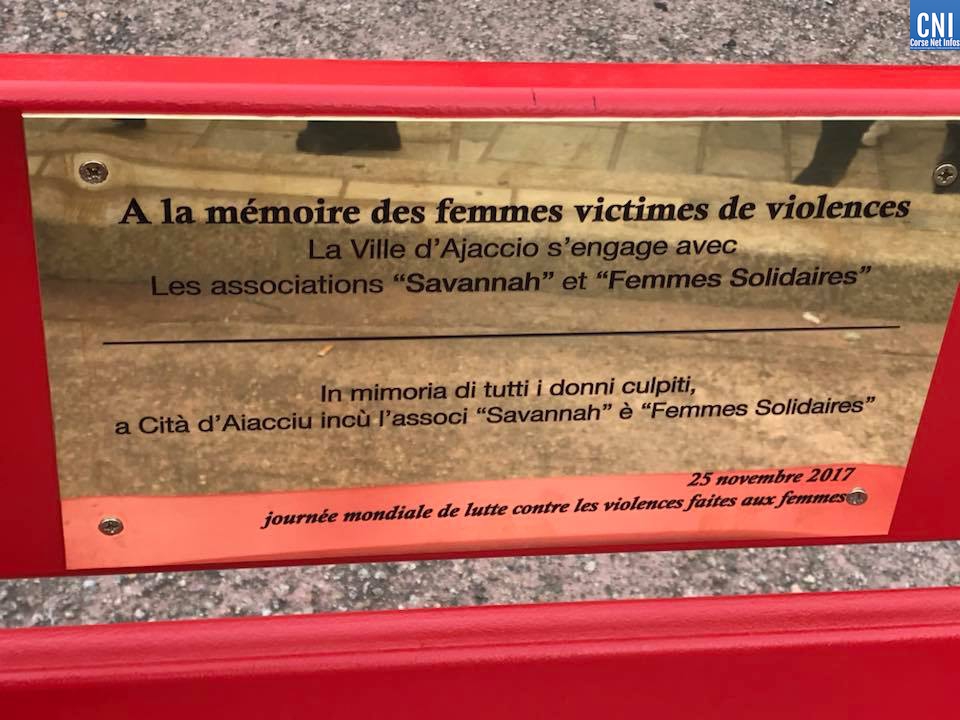 CNI
Corse Net Infos
A la mémoire des femmes victimes de violences
La Ville d’Ajaccio s’engage avec
Les associations “Savannah” et “Femmes Solidaires”
In mimoria di tutti i donni culpiti,
a Cità d’Aiacciu incù l’associ “Savannah” è “Femmes Solidaires”
25 novembre 2017
journée mondiale de lutte contre les violences faites aux femmes